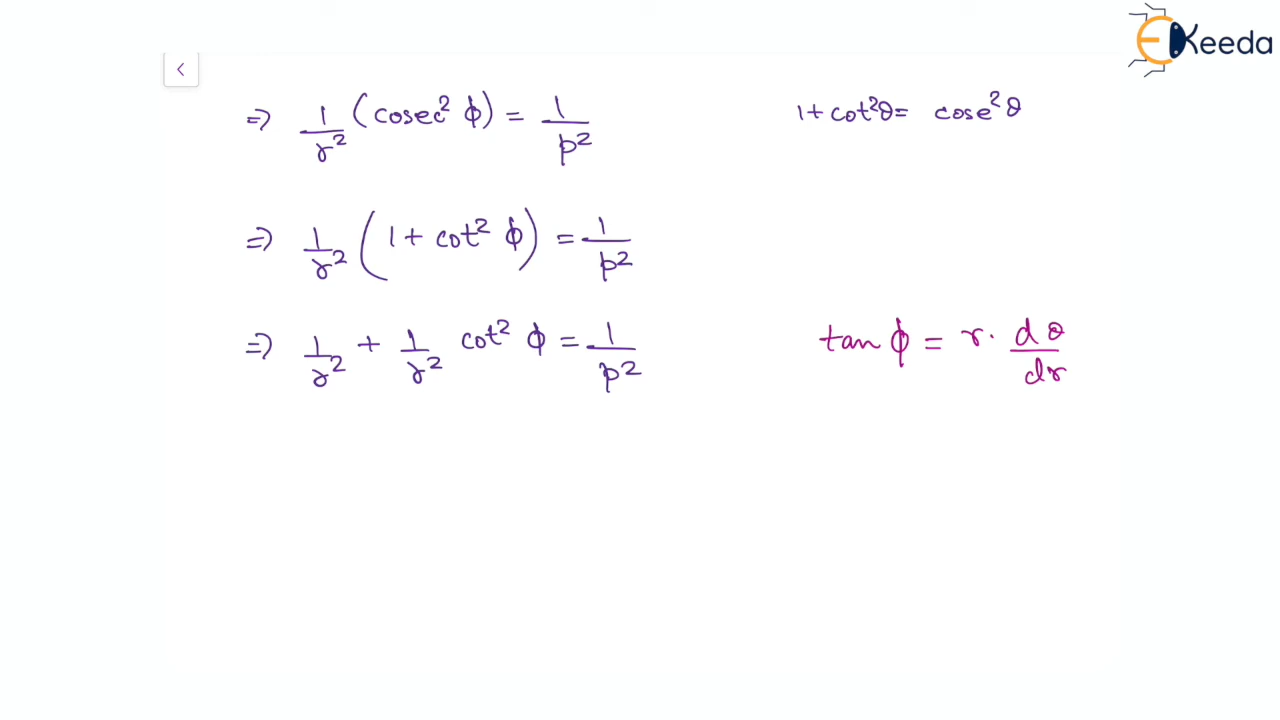 EKeeda
⇒ 1/r² (cosec² ϕ) = 1/p²
1 + cot²θ = cose²θ
⇒ 1/r² (1 + cot² ϕ) = 1/p²
⇒ 1/r² + 1/r² cot² ϕ = 1/p²
tan ϕ = r · dθ/dr